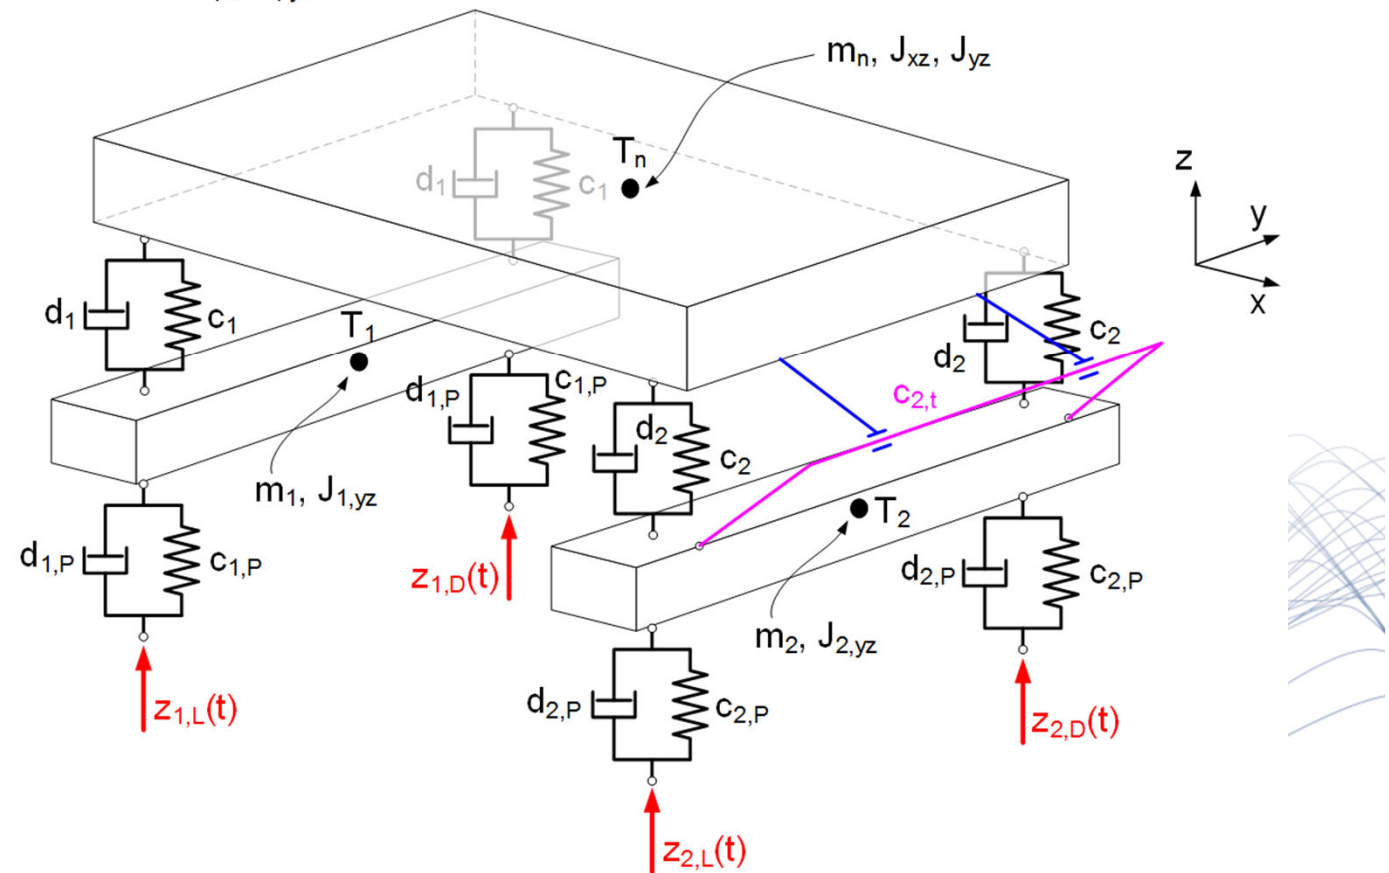 mn, Jxz, Jyz
Tn
d1
c1
z
y
x
d1
c1
T1
d2
c2
d1,P
c1,P
c2,t
d2
c2
m1, J1,yz
T2
d1,P
c1,P
z1,D(t)
d2,P
c2,P
m2, J2,yz
z1,L(t)
d2,P
c2,P
z2,D(t)
z2,L(t)